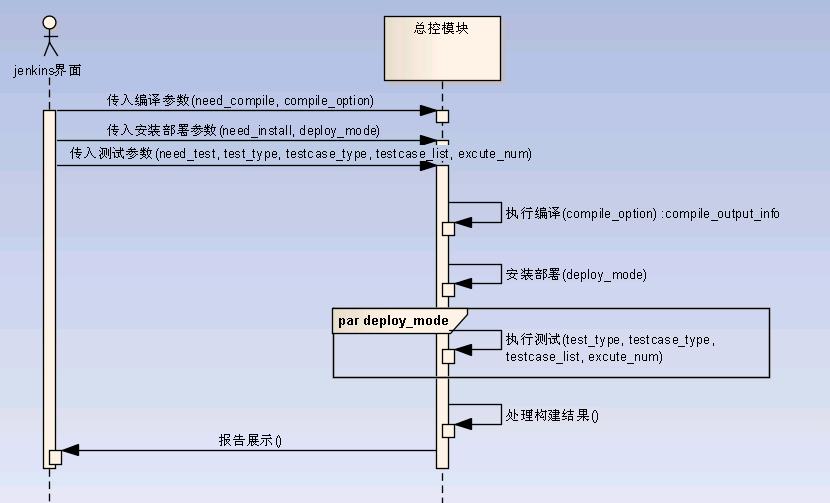 总控模块
jenkins界面
传入编译参数(need_compile, compile_option)
传入安装部署参数(need_install, deploy_mode)
传入测试参数(need_test, test_type, testcase_type, testcase_list, excute_num)
执行编译(compile_option) :compile_output_info
安装部署(deploy_mode)
par deploy_mode
执行测试(test_type, testcase_type,
testcase_list, excute_num)
处理构建结果()
报告展示()